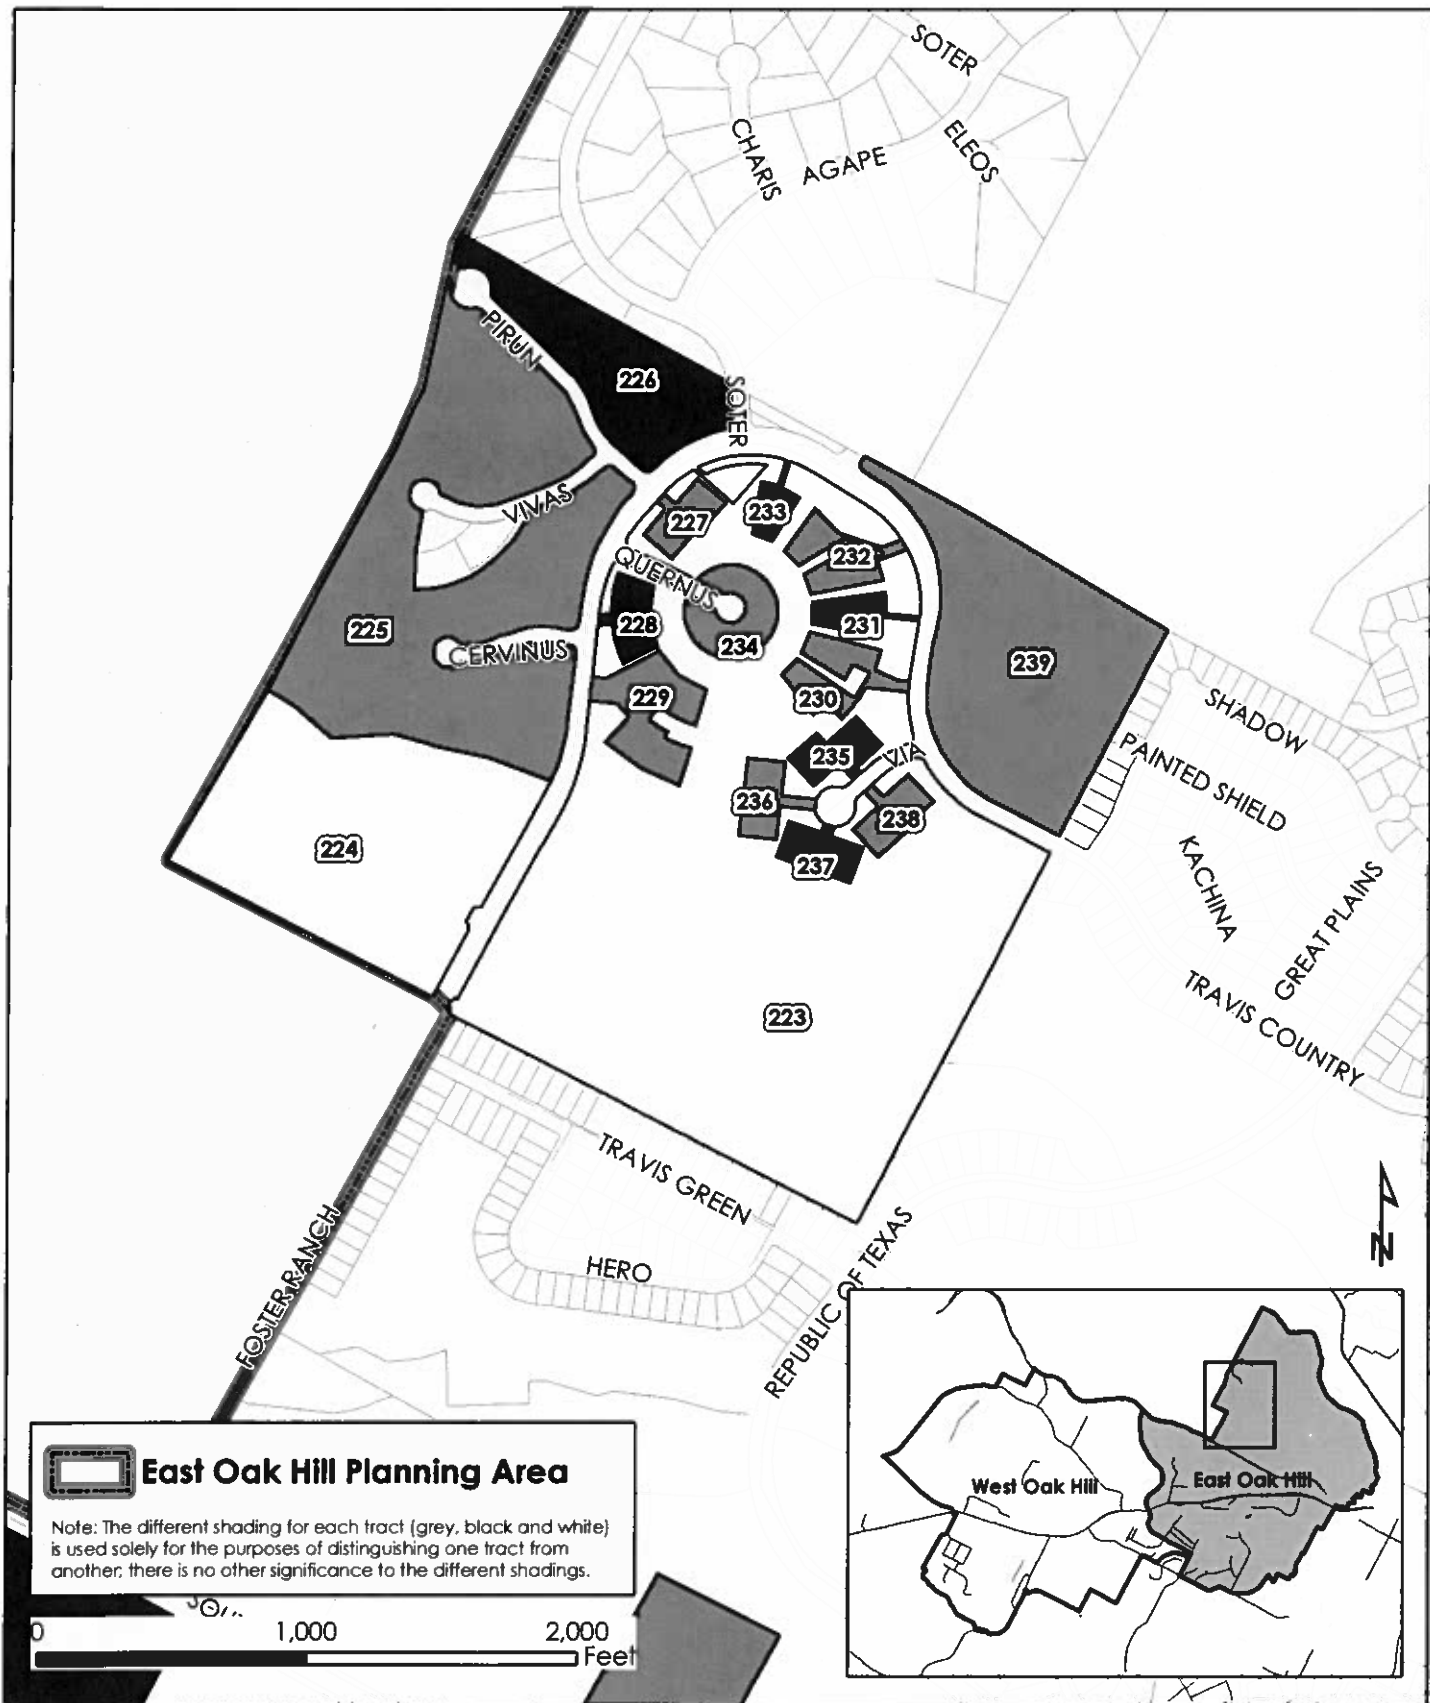 SOTER
CHARIS
AGAPE
ELEOS
PIRUN
226
SOTER
VIVAS
227
233
232
QUERNUS
225
228
231
CERVINUS
234
239
229
230
SHADOW
235
VIA
PAINTED SHIELD
236
238
224
237
KACHINA
GREAT PLAINS
223
TRAVIS COUNTRY
TRAVIS GREEN
HERO
FOSTER RANCH
REPUBLIC OF TEXAS
N
East Oak Hill Planning Area
Note: The different shading for each tract (grey, black and white)
is used solely for the purposes of distinguishing one tract from
another; there is no other significance to the different shadings.
West Oak Hill
East Oak Hill
0 1,000 2,000
Feet